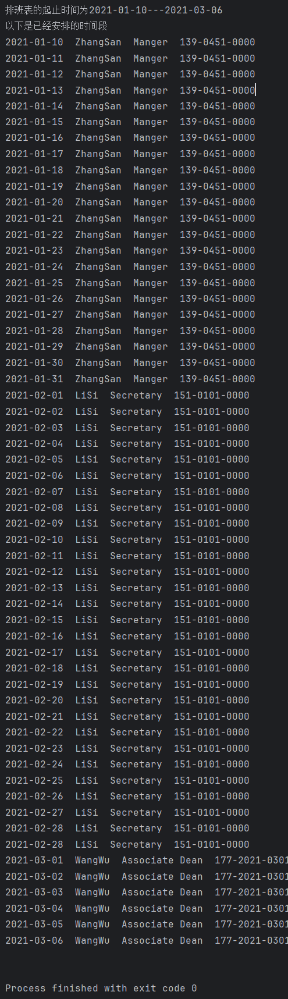 排班表的起止时间为2021-01-10---2021-03-06
以下是已经安排的时间段
2021-01-10  ZhangSan  Manger  139-0451-0000
2021-01-11  ZhangSan  Manger  139-0451-0000
2021-01-12  ZhangSan  Manger  139-0451-0000
2021-01-13  ZhangSan  Manger  139-0451-0000
2021-01-14  ZhangSan  Manger  139-0451-0000
2021-01-15  ZhangSan  Manger  139-0451-0000
2021-01-16  ZhangSan  Manger  139-0451-0000
2021-01-17  ZhangSan  Manger  139-0451-0000
2021-01-18  ZhangSan  Manger  139-0451-0000
2021-01-19  ZhangSan  Manger  139-0451-0000
2021-01-20  ZhangSan  Manger  139-0451-0000
2021-01-21  ZhangSan  Manger  139-0451-0000
2021-01-22  ZhangSan  Manger  139-0451-0000
2021-01-23  ZhangSan  Manger  139-0451-0000
2021-01-24  ZhangSan  Manger  139-0451-0000
2021-01-25  ZhangSan  Manger  139-0451-0000
2021-01-26  ZhangSan  Manger  139-0451-0000
2021-01-27  ZhangSan  Manger  139-0451-0000
2021-01-28  ZhangSan  Manger  139-0451-0000
2021-01-29  ZhangSan  Manger  139-0451-0000
2021-01-30  ZhangSan  Manger  139-0451-0000
2021-01-31  ZhangSan  Manger  139-0451-0000
2021-02-01  LiSi  Secretary  151-0101-0000
2021-02-02  LiSi  Secretary  151-0101-0000
2021-02-03  LiSi  Secretary  151-0101-0000
2021-02-04  LiSi  Secretary  151-0101-0000
2021-02-05  LiSi  Secretary  151-0101-0000
2021-02-06  LiSi  Secretary  151-0101-0000
2021-02-07  LiSi  Secretary  151-0101-0000
2021-02-08  LiSi  Secretary  151-0101-0000
2021-02-09  LiSi  Secretary  151-0101-0000
2021-02-10  LiSi  Secretary  151-0101-0000
2021-02-11  LiSi  Secretary  151-0101-0000
2021-02-12  LiSi  Secretary  151-0101-0000
2021-02-13  LiSi  Secretary  151-0101-0000
2021-02-14  LiSi  Secretary  151-0101-0000
2021-02-15  LiSi  Secretary  151-0101-0000
2021-02-16  LiSi  Secretary  151-0101-0000
2021-02-17  LiSi  Secretary  151-0101-0000
2021-02-18  LiSi  Secretary  151-0101-0000
2021-02-19  LiSi  Secretary  151-0101-0000
2021-02-20  LiSi  Secretary  151-0101-0000
2021-02-21  LiSi  Secretary  151-0101-0000
2021-02-22  LiSi  Secretary  151-0101-0000
2021-02-23  LiSi  Secretary  151-0101-0000
2021-02-24  LiSi  Secretary  151-0101-0000
2021-02-25  LiSi  Secretary  151-0101-0000
2021-02-26  LiSi  Secretary  151-0101-0000
2021-02-27  LiSi  Secretary  151-0101-0000
2021-02-28  LiSi  Secretary  151-0101-0000
2021-02-28  LiSi  Secretary  151-0101-0000
2021-03-01  WangWu  Associate Dean  177-2021-0301
2021-03-02  WangWu  Associate Dean  177-2021-0301
2021-03-03  WangWu  Associate Dean  177-2021-0301
2021-03-04  WangWu  Associate Dean  177-2021-0301
2021-03-05  WangWu  Associate Dean  177-2021-0301
2021-03-06  WangWu  Associate Dean  177-2021-0301
Process finished with exit code 0